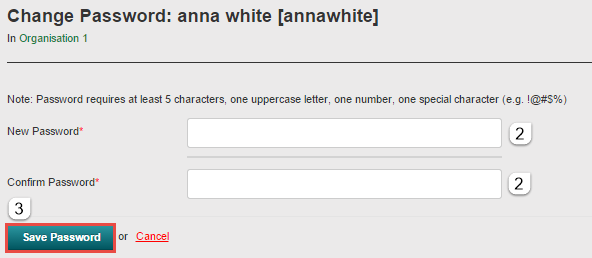 Change Password: anna white [annawhite]
In Organisation 1
Note: Password requires at least 5 characters, one uppercase letter, one number, one special character (e.g. !@#$%)
New Password*
2
Confirm Password*
2
3
Save Password or Cancel